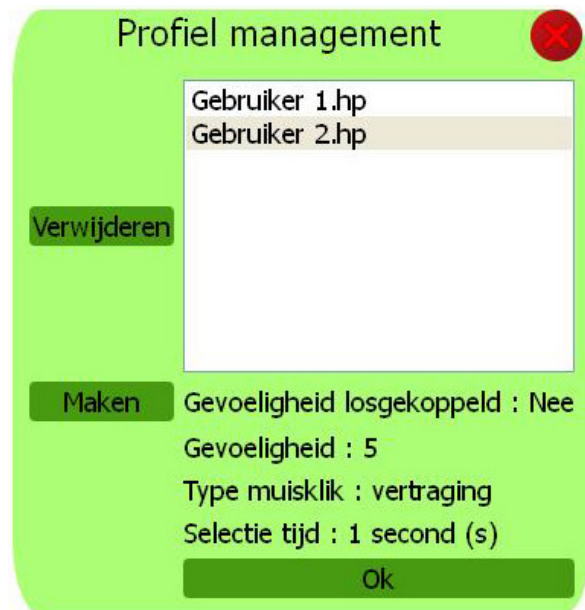 Profiel management
Gebruiker 1.hp
Gebruiker 2.hp
Verwijderen
Maken
Gevoeligheid losgekoppeld : Nee
Gevoeligheid : 5
Type muisklik : vertraging
Selectie tijd : 1 second (s)
Ok